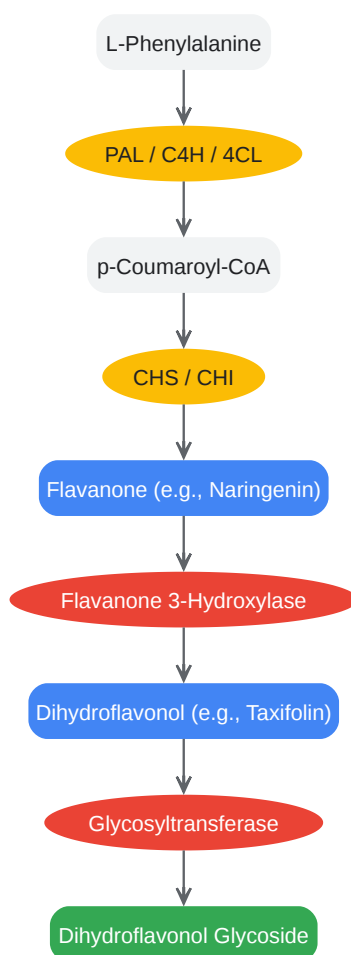 L-Phenylalanine
PAL / C4H / 4CL
p-Coumaroyl-CoA
CHS / CHI
Flavanone (e.g., Naringenin)
Flavanone 3-Hydroxylase
Dihydroflavonol (e.g., Taxifolin)
Glycosyltransferase
Dihydroflavonol Glycoside